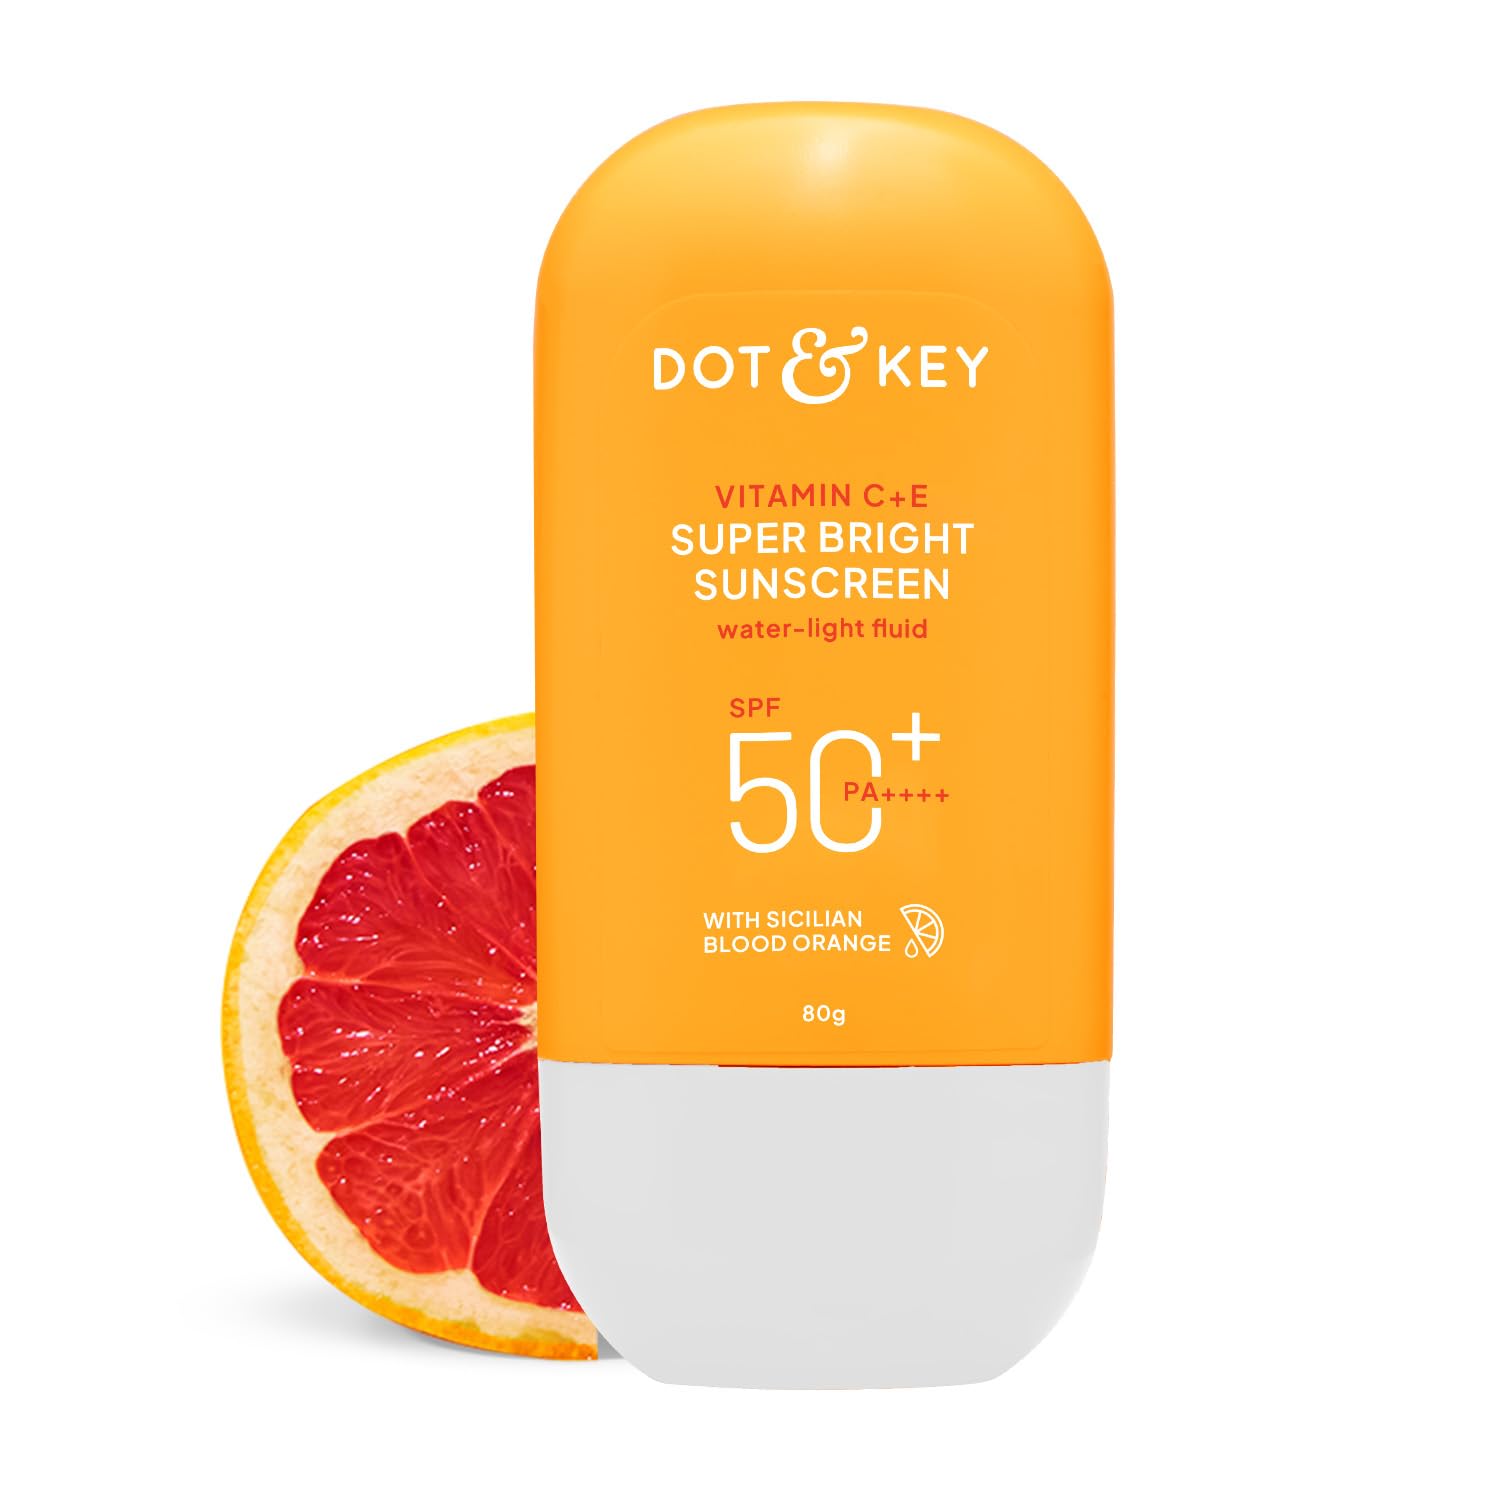 DOT & KEY
VITAMIN C+E
SUPER BRIGHT
SUNSCREEN
water-light fluid
SPF
50+
PA++++
WITH SICILIAN
BLOOD ORANGE
80g